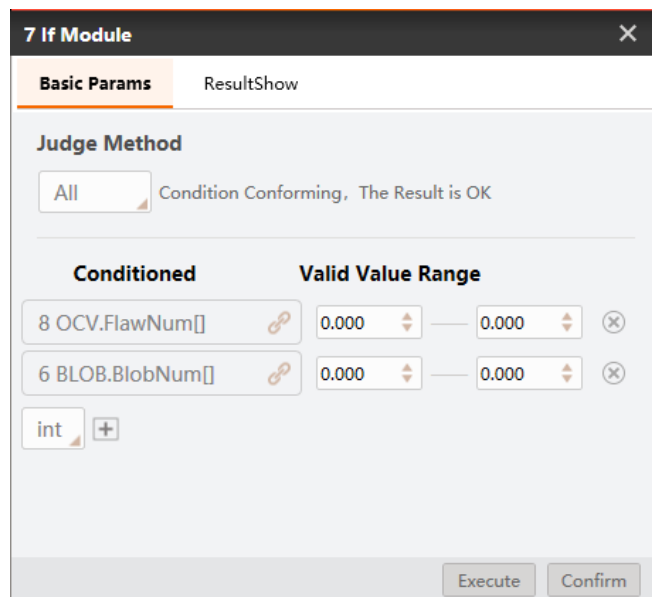 7 If Module
Basic Params ResultShow
Judge Method
All Condition Conforming，The Result is OK
Conditioned Valid Value Range
8 OCV.FlawNum[] 0.000 0.000
6 BLOB.BlobNum[] 0.000 0.000
int
Execute Confirm